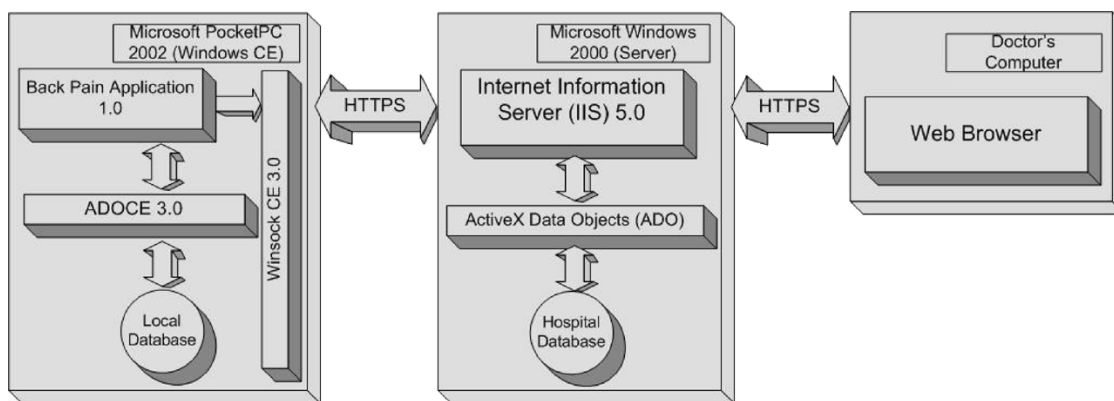 Microsoft PocketPC
2002 (Windows CE)
Back Pain Application
1.0
ADOCE 3.0
Winsock CE 3.0
Local
Database
HTTPS
Microsoft Windows
2000 (Server)
Internet Information
Server (IIS) 5.0
ActiveX Data Objects (ADO)
Hospital
Database
HTTPS
Doctor's
Computer
Web Browser